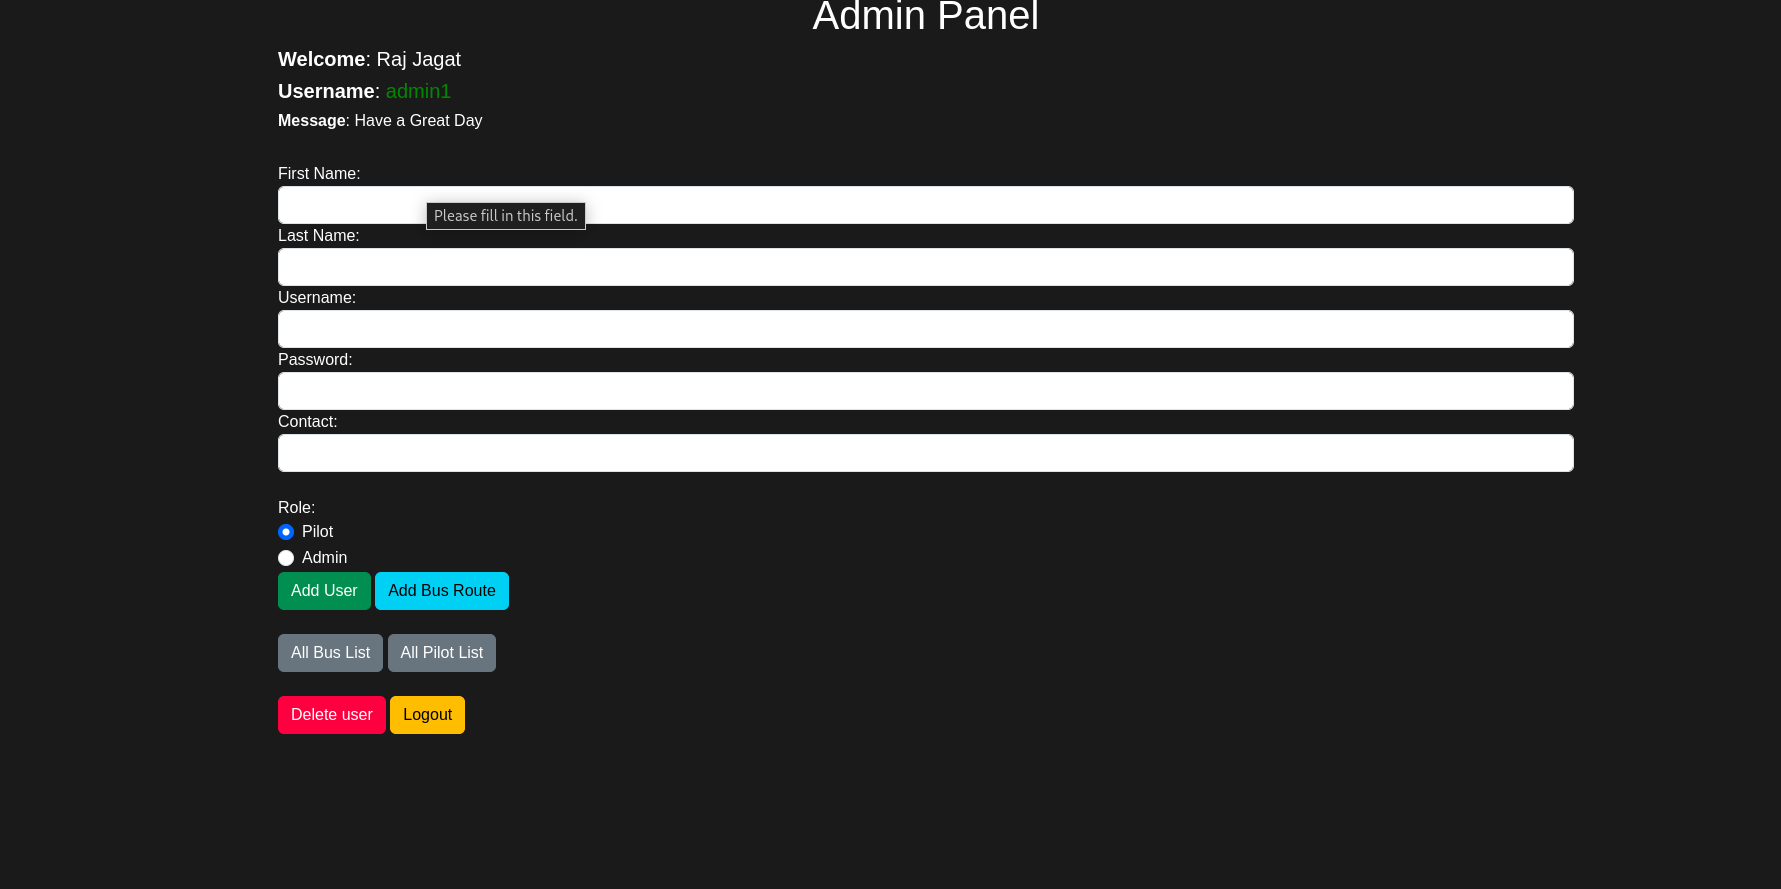 Admin Panel
Welcome: Raj Jagat
Username: admin1
Message: Have a Great Day
First Name:
Please fill in this field.
Last Name:
Username:
Password:
Contact:
Role:
Pilot
Admin
Add User Add Bus Route
All Bus List All Pilot List
Delete user Logout